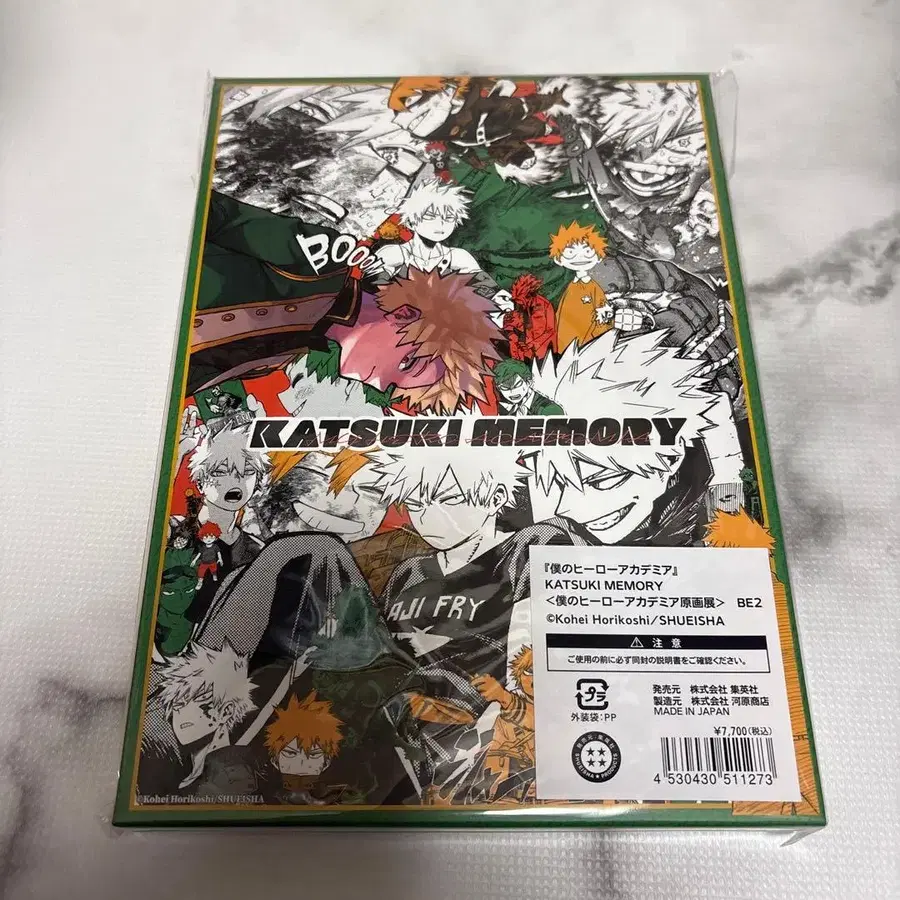 BOOO
KATSUKI MEMORY
AJI FRY
『僕のヒーローアカデミア』
KATSUKI MEMORY
<僕のヒーローアカデミア原画展> BE2
©Kohei Horikoshi/SHUEISHA
⚠ 注意
ご使用の前に必ず同封の説明書をご確認ください。
プラ
外装袋:PP
発売元 株式会社 集英社
製造元 株式会社 河原商店
MADE IN JAPAN
¥7,700(税込)
4 530430 511273
©Kohei Horikoshi/SHUEISHA